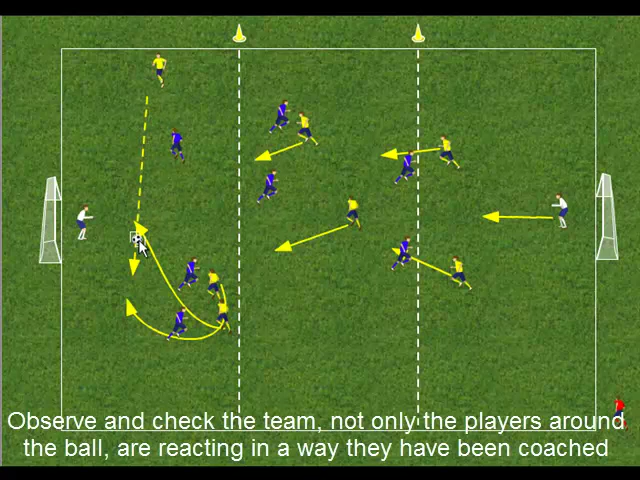 Observe and check the team, not only the players around
the ball, are reacting in a way they have been coached